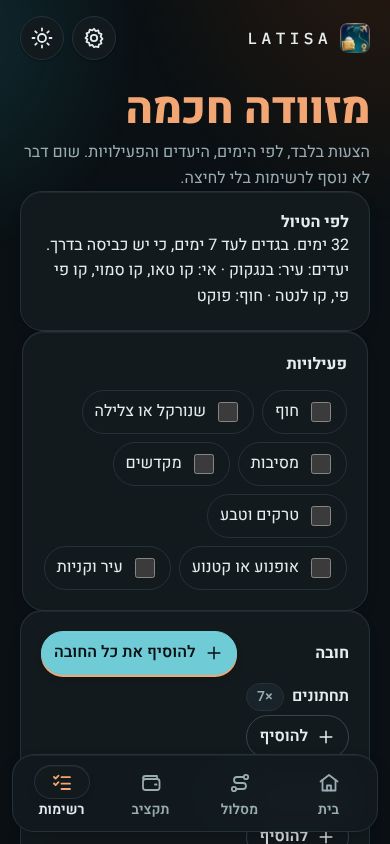 LATISA
מזוודה חכמה
הצעות בלבד, לפי הימים, היעדים והפעילויות. שום דבר
לא נוסף לרשימות בלי לחיצה.
לפי הטיול
32 ימים. בגדים לעד 7 ימים, כי יש כביסה בדרך.
יעדים: עיר: בנגקוק · אי: קו טאו, קו סמוי, קו פי
פי, קו לנטה · חוף: פוקט
פעילויות
חוף
שנורקל או צלילה
מסיבות
מקדשים
טרקים וטבע
אופנוע או קטנוע
עיר וקניות
חובה
+ להוסיף את כל החובה
תחתונים ×7
+ להוסיף
+ להוסיף
בית
מסלול
תקציב
רשימות